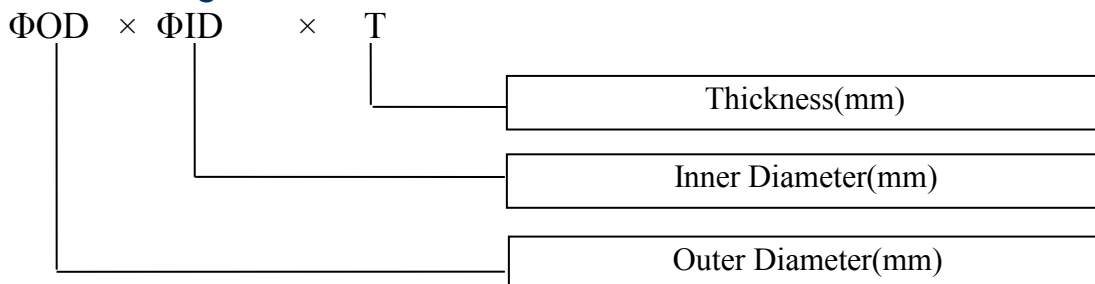 ΦOD × ΦID × T
Thickness(mm)
Inner Diameter(mm)
Outer Diameter(mm)